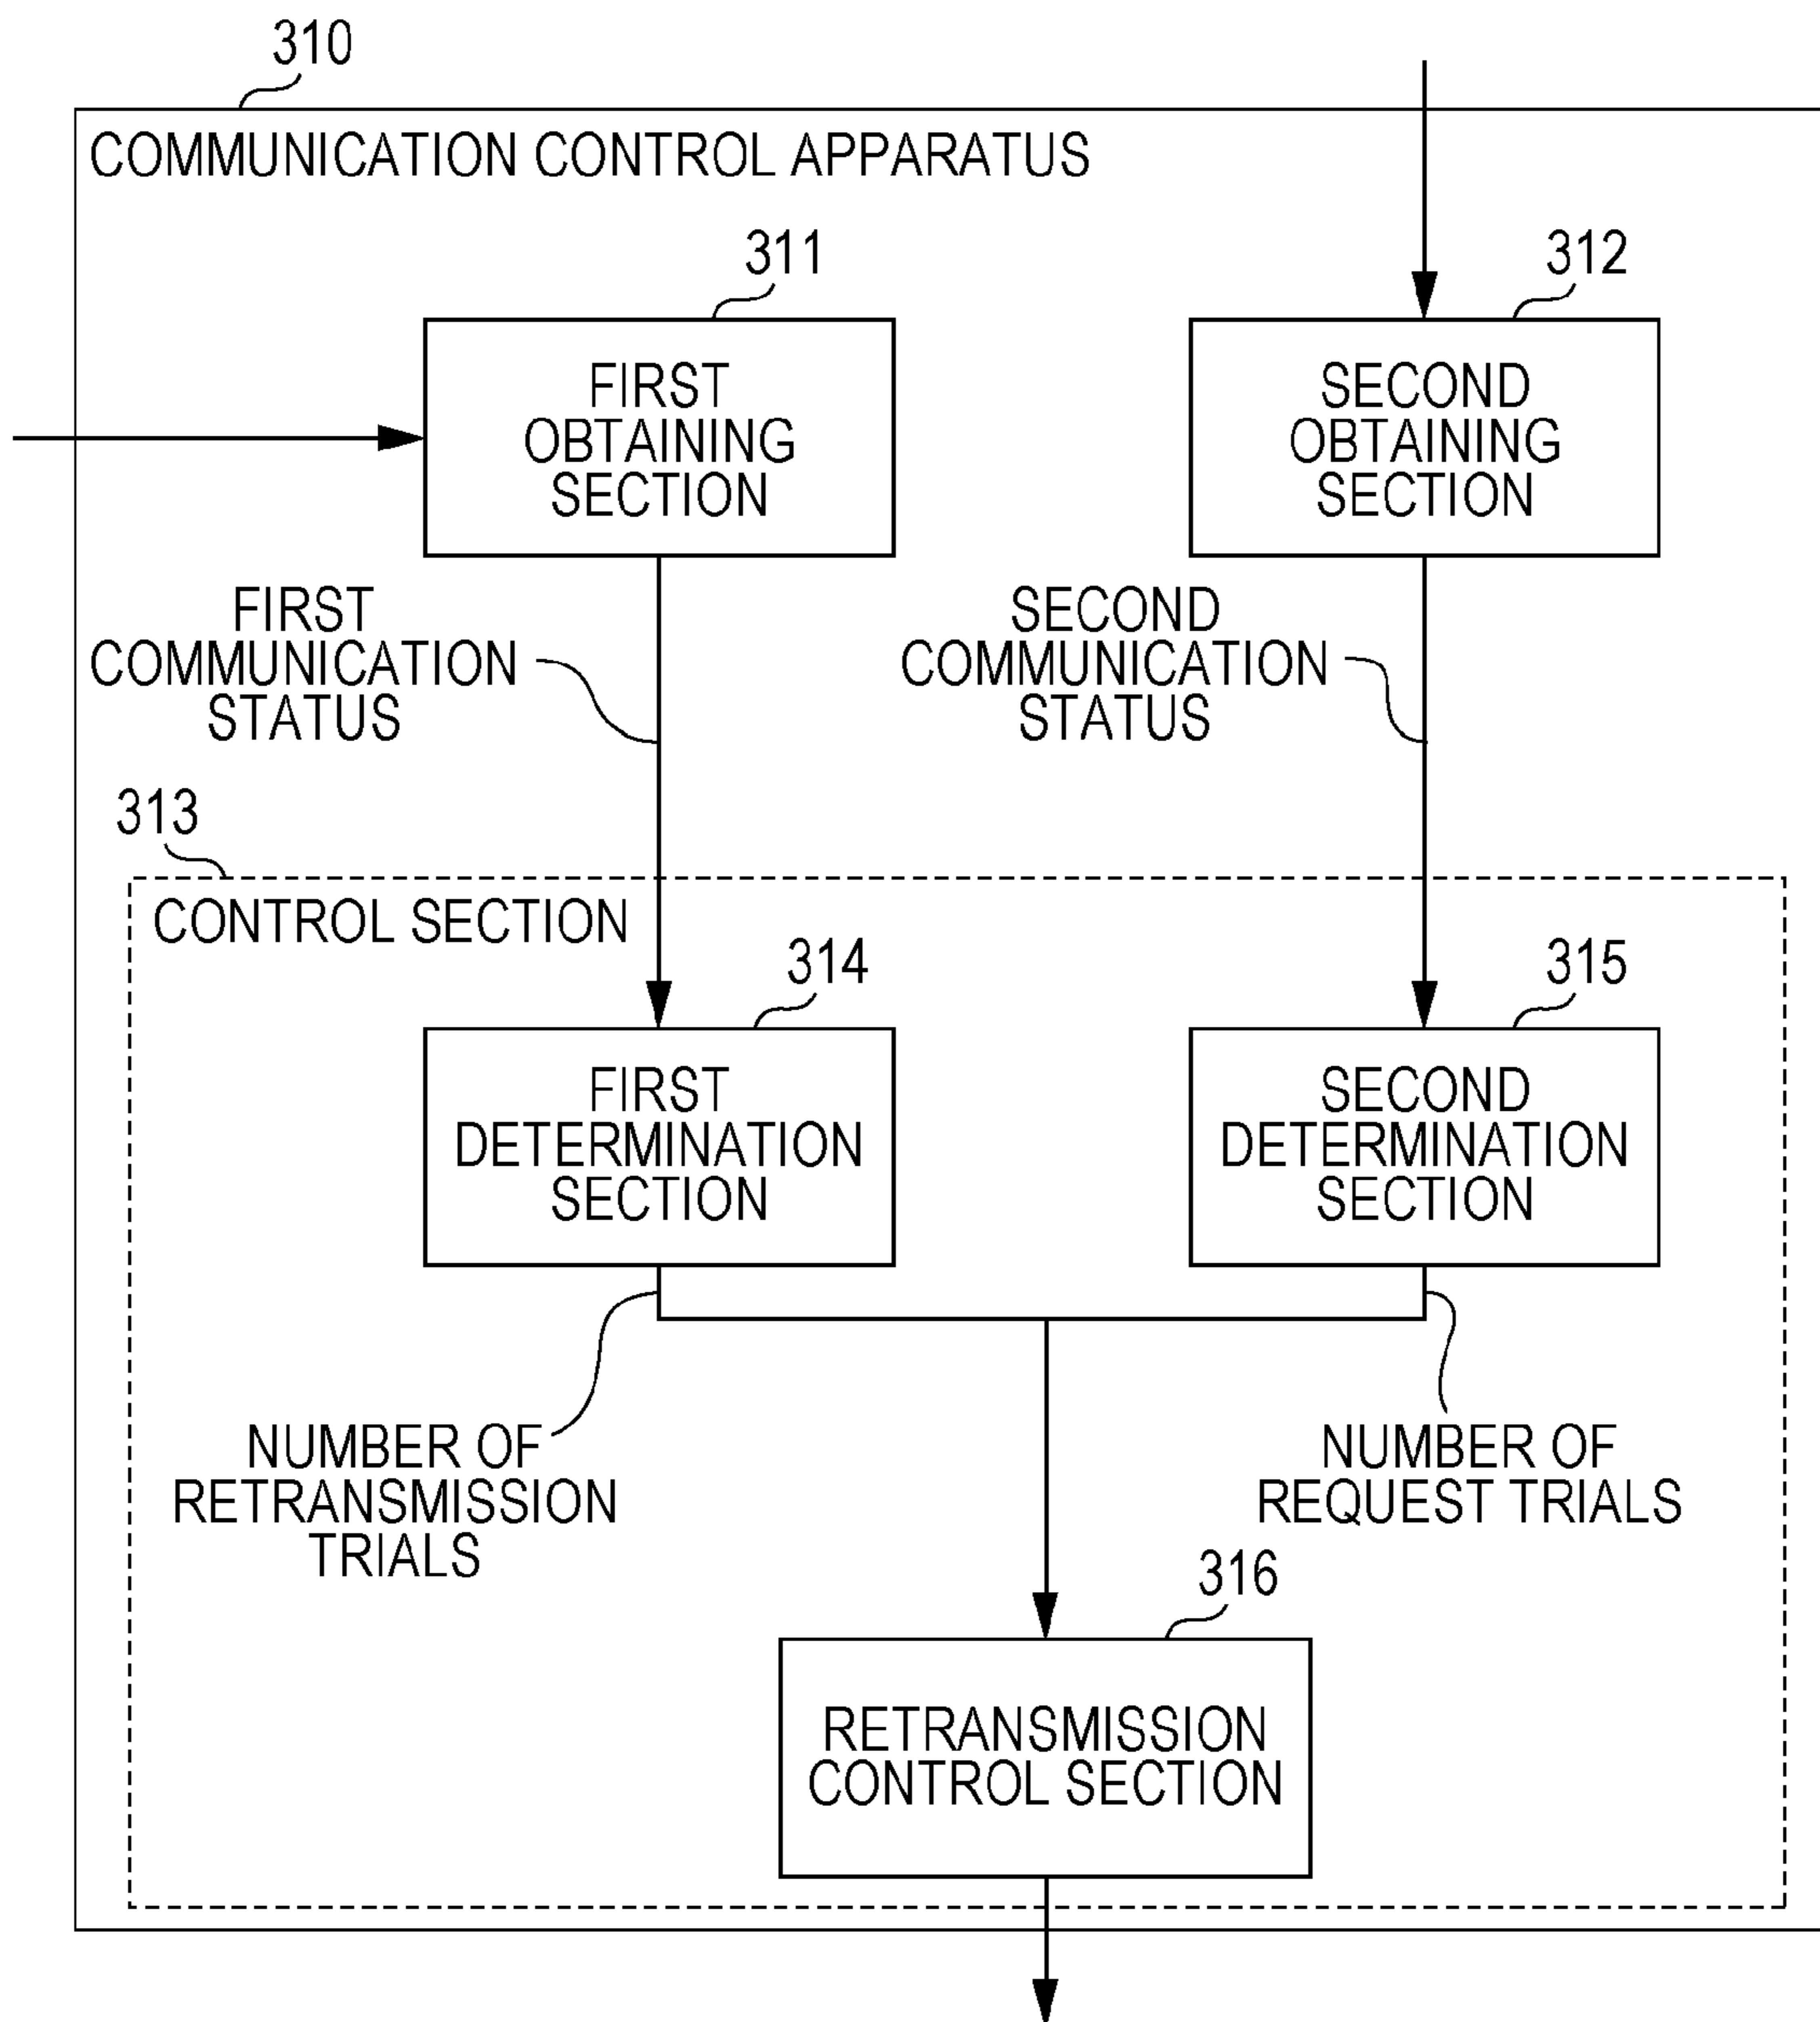 310
COMMUNICATION CONTROL APPARATUS
311
312
FIRST
OBTAINING
SECTION
SECOND
OBTAINING
SECTION
FIRST
COMMUNICATION
STATUS
SECOND
COMMUNICATION
STATUS
313
CONTROL SECTION
314
315
FIRST
DETERMINATION
SECTION
SECOND
DETERMINATION
SECTION
NUMBER OF
RETRANSMISSION
TRIALS
NUMBER OF
REQUEST TRIALS
316
RETRANSMISSION
CONTROL SECTION